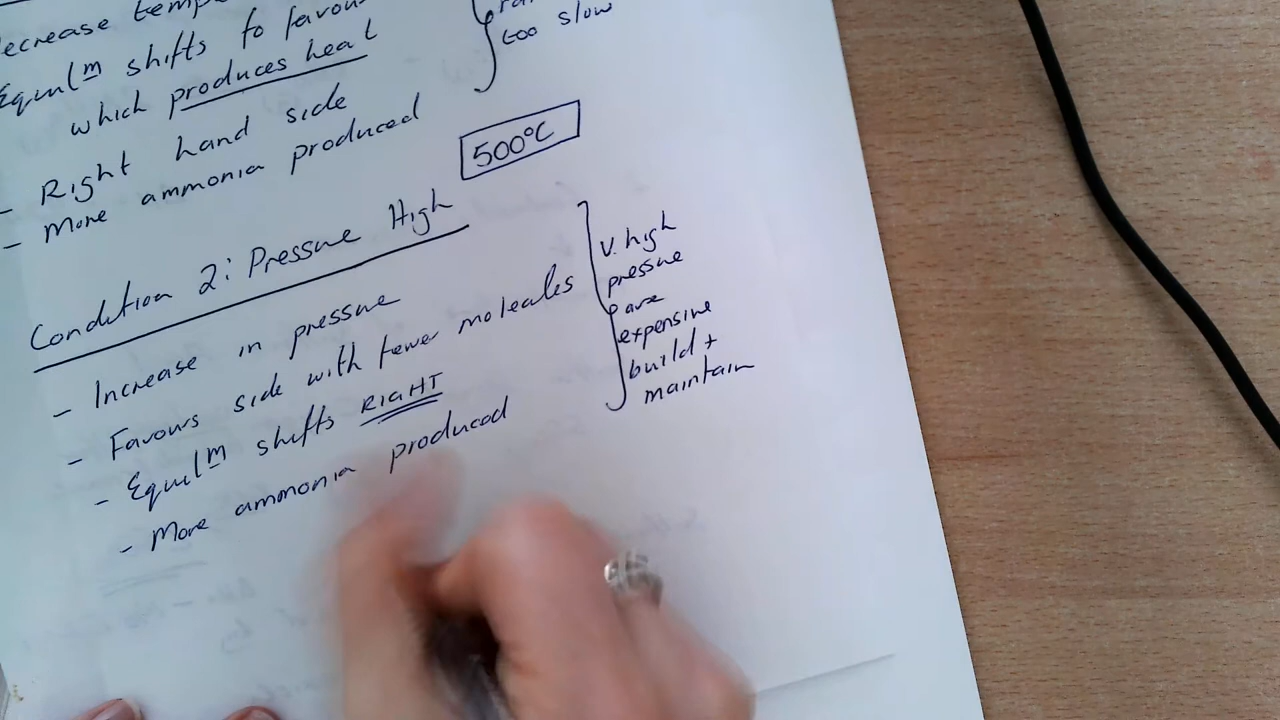 too slow
Equilm shifts to favour
which produces heat
- Right hand side
- More ammonia produced
500°C
Condition 2: Pressure High
- Increase in pressure
- Favours side with fewer molecules
- Equilm shifts RIGHT
- More ammonia produced
V. high
pressure
are
expensive
build +
maintain